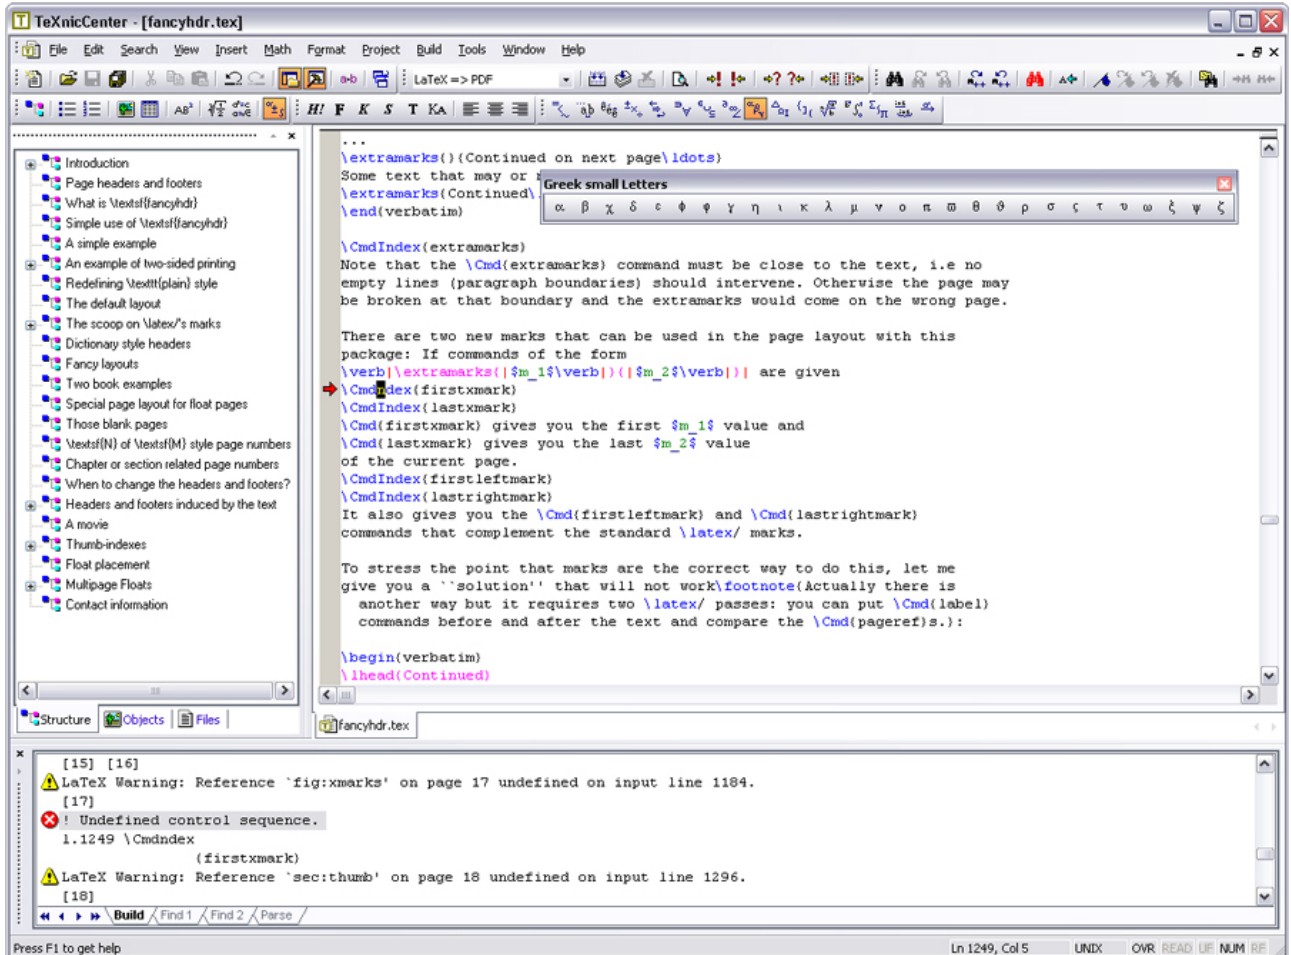 TeXnicCenter - [fancyhdr.tex]
File Edit Search View Insert Math Format Project Build Tools Window Help
LaTeX => PDF
H! F K S T KA
Introduction
Page headers and footers
What is \textsf{fancyhdr}
Simple use of \textsf{fancyhdr}
A simple example
An example of two-sided printing
Redefining \texttt{plain} style
The default layout
The scoop on \latex/'s marks
Dictionary style headers
Fancy layouts
Two book examples
Special page layout for float pages
Those blank pages
\textsf{N} of \textsf{M} style page numbers
Chapter or section related page numbers
When to change the headers and footers?
Headers and footers induced by the text
A movie
Thumb-indexes
Float placement
Multipage Floats
Contact information
Structure Objects Files
...
\extramarks{}{Continued on next page\ldots}
Some text that may or
\extramarks{Continued\
\end{verbatim}
Greek small Letters
α β χ δ ε ϕ φ γ η ι κ λ μ ν ο π ϖ θ ϑ ρ σ ς τ υ ω ξ ψ ζ
\CmdIndex{extramarks}
Note that the \Cmd{extramarks} command must be close to the text, i.e no
empty lines (paragraph boundaries) should intervene. Otherwise the page may
be broken at that boundary and the extramarks would come on the wrong page.
There are two new marks that can be used in the page layout with this
package: If commands of the form
\verb|\extramarks{|$m_1$\verb|}{|$m_2$\verb|}| are given
\Cmdndex{firstxmark}
\CmdIndex{lastxmark}
\Cmd{firstxmark} gives you the first $m_1$ value and
\Cmd{lastxmark} gives you the last $m_2$ value
of the current page.
\CmdIndex{firstleftmark}
\CmdIndex{lastrightmark}
It also gives you the \Cmd{firstleftmark} and \Cmd{lastrightmark}
commands that complement the standard \latex/ marks.
To stress the point that marks are the correct way to do this, let me
give you a ``solution'' that will not work\footnote{Actually there is
another way but it requires two \latex/ passes: you can put \Cmd{label}
commands before and after the text and compare the \Cmd{pageref}s.}:
\begin{verbatim}
\lhead{Continued}
fancyhdr.tex
[15] [16]
LaTeX Warning: Reference `fig:xmarks' on page 17 undefined on input line 1184.
[17]
! Undefined control sequence.
l.1249 \Cmdndex
{firstxmark}
LaTeX Warning: Reference `sec:thumb' on page 18 undefined on input line 1296.
[18]
Build Find 1 Find 2 Parse
Press F1 to get help
Ln 1249, Col 5 UNIX OVR READ LF NUM RF